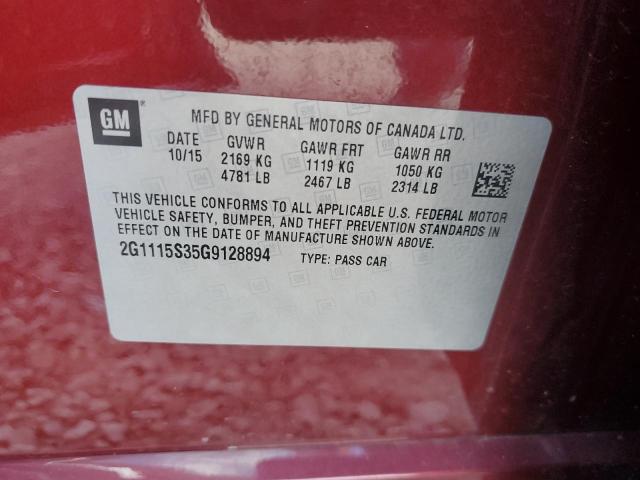 GM
MFD BY GENERAL MOTORS OF CANADA LTD.
DATE GVWR GAWR FRT GAWR RR
10/15 2169 KG 1119 KG 1050 KG
4781 LB 2467 LB 2314 LB
THIS VEHICLE CONFORMS TO ALL APPLICABLE U.S. FEDERAL MOTOR
VEHICLE SAFETY, BUMPER, AND THEFT PREVENTION STANDARDS IN
EFFECT ON THE DATE OF MANUFACTURE SHOWN ABOVE.
2G1115S35G9128894 TYPE: PASS CAR